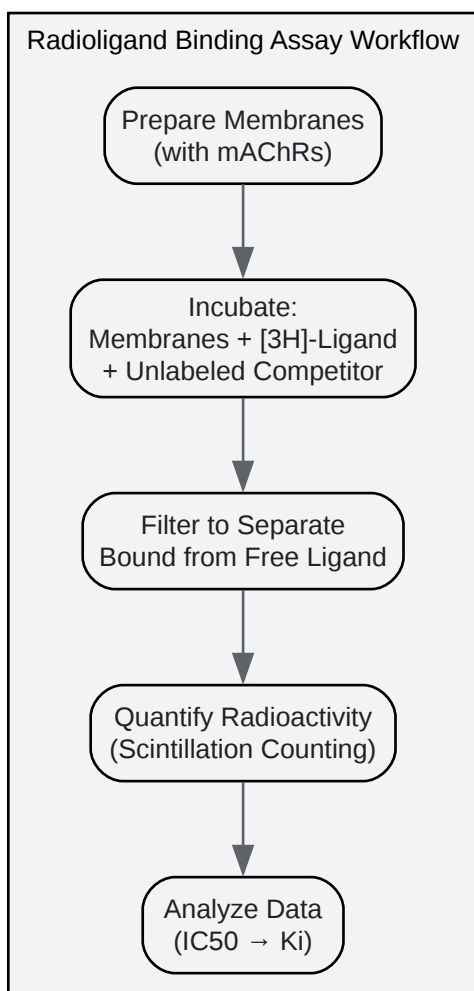 Radioligand Binding Assay Workflow
Prepare Membranes
(with mAChRs)
Incubate:
Membranes + [3H]-Ligand
+ Unlabeled Competitor
Filter to Separate
Bound from Free Ligand
Quantify Radioactivity
(Scintillation Counting)
Analyze Data
(IC50 → Ki)